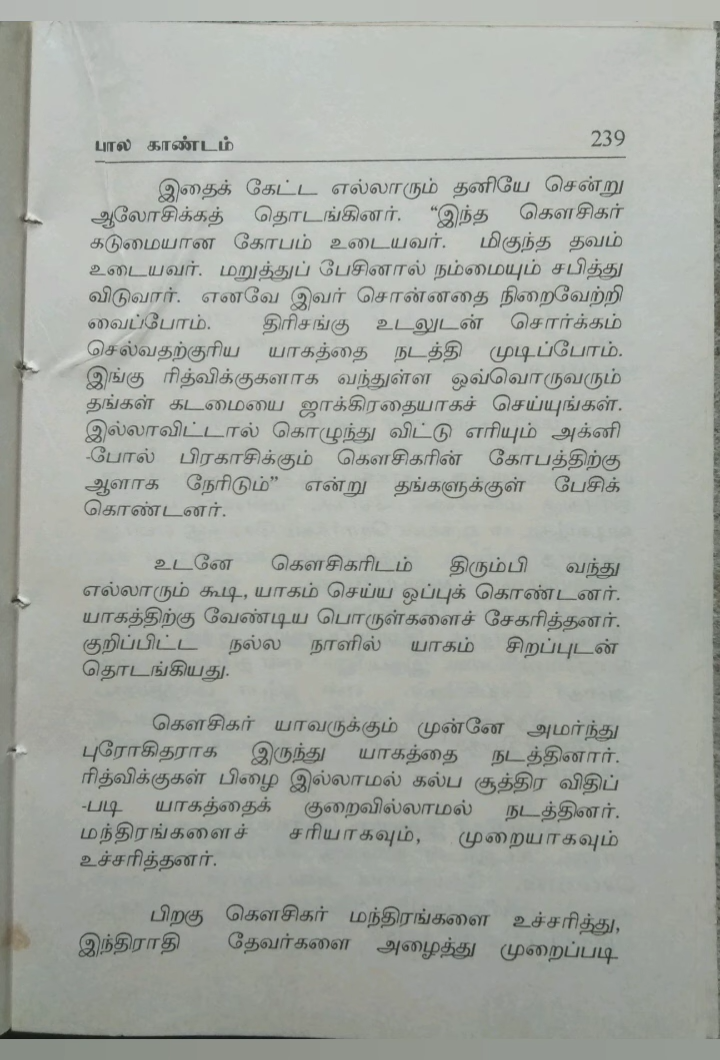 பால காண்டம் 239
இதைக் கேட்ட எல்லாரும் தனியே சென்று
ஆலோசிக்கத் தொடங்கினர். “இந்த கௌசிகர்
கடுமையான கோபம் உடையவர். மிகுந்த தவம்
உடையவர். மறுத்துப் பேசினால் நம்மையும் சபித்து
விடுவார். எனவே இவர் சொன்னதை நிறைவேற்றி
வைப்போம். திரிசங்கு உடலுடன் சொர்க்கம்
செல்வதற்குரிய யாகத்தை நடத்தி முடிப்போம்.
இங்கு ரித்விக்குகளாக வந்துள்ள ஒவ்வொருவரும்
தங்கள் கடமையை ஜாக்கிரதையாகச் செய்யுங்கள்.
இல்லாவிட்டால் கொழுந்து விட்டு எரியும் அக்னி
-போல் பிரகாசிக்கும் கௌசிகரின் கோபத்திற்கு
ஆளாக நேரிடும்” என்று தங்களுக்குள் பேசிக்
கொண்டனர்.
உடனே கௌசிகரிடம் திரும்பி வந்து
எல்லாரும் கூடி, யாகம் செய்ய ஒப்புக் கொண்டனர்.
யாகத்திற்கு வேண்டிய பொருள்களைச் சேகரித்தனர்.
குறிப்பிட்ட நல்ல நாளில் யாகம் சிறப்புடன்
தொடங்கியது.
கௌசிகர் யாவருக்கும் முன்னே அமர்ந்து
புரோகிதராக இருந்து யாகத்தை நடத்தினார்.
ரித்விக்குகள் பிழை இல்லாமல் கல்ப சூத்திர விதிப்
-படி யாகத்தைக் குறைவில்லாமல் நடத்தினர்.
மந்திரங்களைச் சரியாகவும், முறையாகவும்
உச்சரித்தனர்.
பிறகு கௌசிகர் மந்திரங்களை உச்சரித்து,
இந்திராதி தேவர்களை அழைத்து முறைப்படி